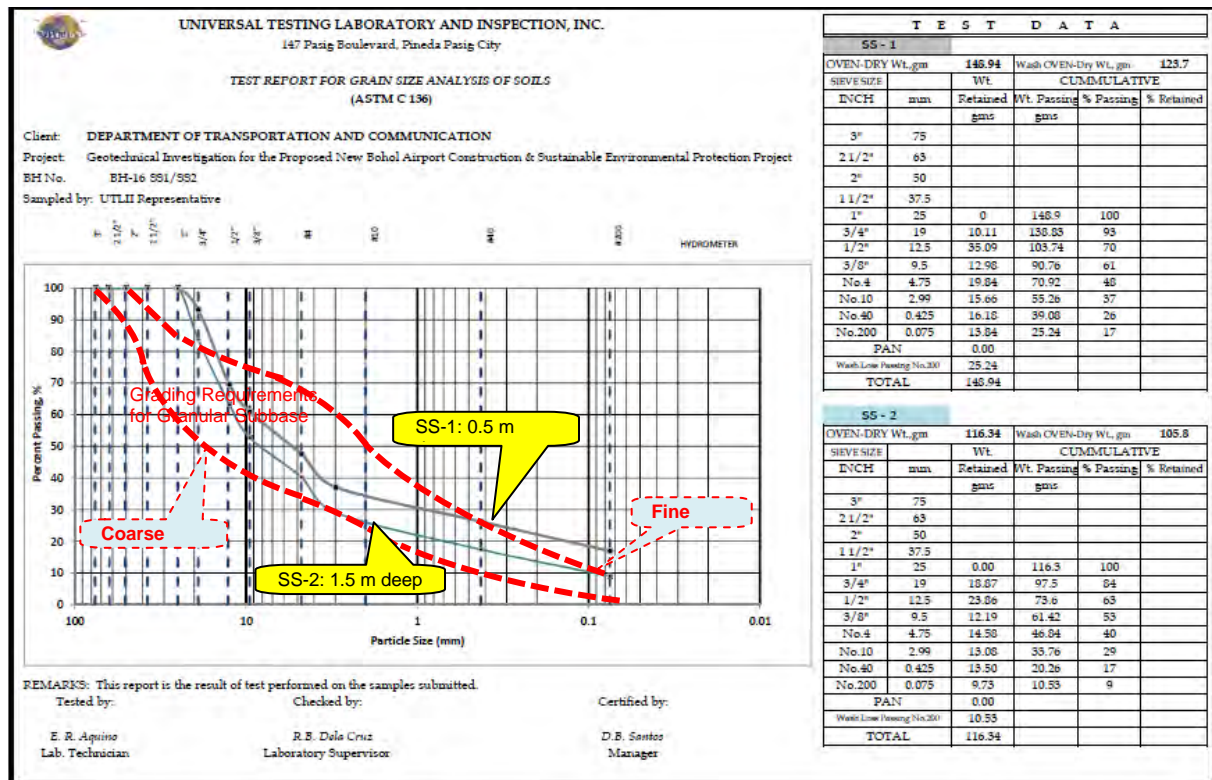 UNIVERSAL TESTING LABORATORY AND INSPECTION, INC.
147 Pasig Boulevard, Pineda Pasig City
TEST REPORT FOR GRAIN SIZE ANALYSIS OF SOILS
(ASTM C 136)
Client: DEPARTMENT OF TRANSPORTATION AND COMMUNICATION
Project: Geotechnical Investigation for the Proposed New Bohol Airport Construction & Sustainable Environmental Protection Project
BH No. BH-16 SS1/SS2
Sampled by: UTLII Representative
3" 2 1/2" 2" 1 1/2" 1" 3/4" 1/2" 3/8" #4 #10 #40 #200 HYDROMETER
100
90
80
70
60
50
40
30
20
10
0
Percent Passing, %
Grading Requirements
for Granular Subbase
SS-1: 0.5 m
Coarse
Fine
SS-2: 1.5 m deep
100 10 1 0.1 0.01
Particle Size (mm)
REMARKS: This report is the result of test performed on the samples submitted.
Tested by: Checked by: Certified by:
E. R. Aquino R.B. Dela Cruz D.B. Santos
Lab. Technician Laboratory Supervisor Manager
T E S T D A T A
SS - 1
OVEN-DRY Wt.,gm 148.94 Wash OVEN-Dry Wt., gm 123.7
SIEVE SIZE Wt. CUMMULATIVE
INCH mm Retained Wt. Passing % Passing % Retained
gms gms
3" 75
2 1/2" 63
2" 50
1 1/2" 37.5
1" 25 0 148.9 100
3/4" 19 10.11 138.83 93
1/2" 12.5 35.09 103.74 70
3/8" 9.5 12.98 90.76 61
No.4 4.75 19.84 70.92 48
No.10 2.99 15.66 55.26 37
No.40 0.425 16.18 39.08 26
No.200 0.075 13.84 25.24 17
PAN 0.00
Wash Loss Passing No.200 25.24
TOTAL 148.94
SS - 2
OVEN-DRY Wt.,gm 116.34 Wash OVEN-Dry Wt., gm 105.8
SIEVE SIZE Wt. CUMMULATIVE
INCH mm Retained Wt. Passing % Passing % Retained
gms gms
3" 75
2 1/2" 63
2" 50
1 1/2" 37.5
1" 25 0.00 116.3 100
3/4" 19 18.87 97.5 84
1/2" 12.5 23.86 73.6 63
3/8" 9.5 12.19 61.42 53
No.4 4.75 14.58 46.84 40
No.10 2.99 13.08 33.76 29
No.40 0.425 13.50 20.26 17
No.200 0.075 9.73 10.53 9
PAN 0.00
Wash Loss Passing No.200 10.53
TOTAL 116.34